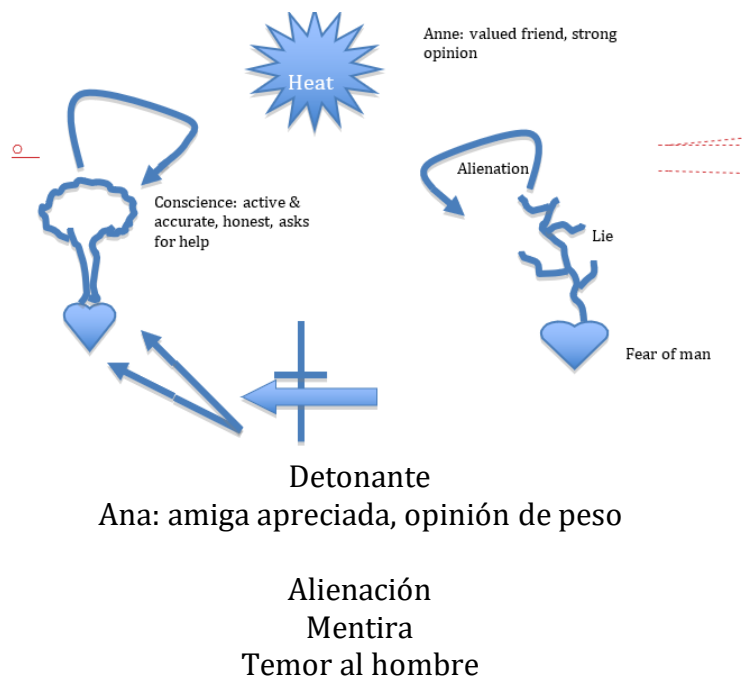 Anne: valued friend, strong
opinion
Heat
Alienation
Conscience: active &
accurate, honest, asks
for help
Lie
Fear of man
Detonante
Ana: amiga apreciada, opinión de peso
Alienación
Mentira
Temor al hombre